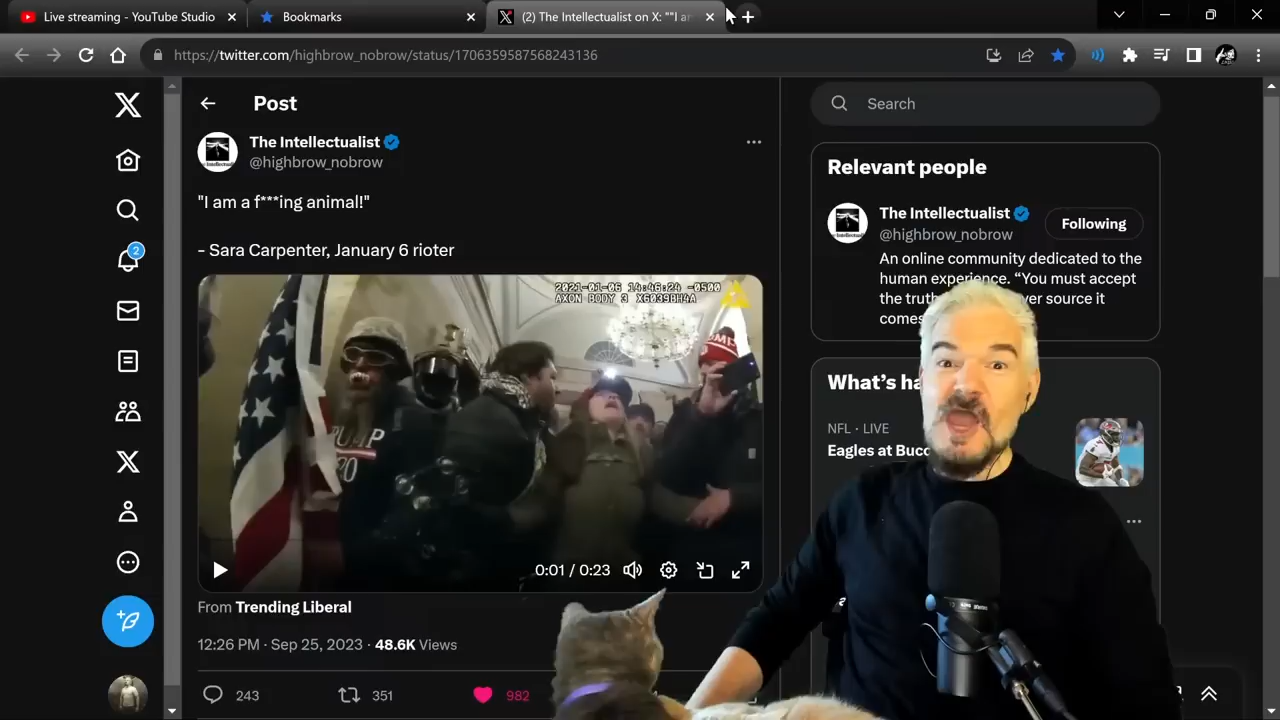 Live streaming - YouTube Studio
Bookmarks
(2) The Intellectualist on X: ""I ar
https://twitter.com/highbrow_nobrow/status/1706359587568243136
Post
Search
The Intellectualist
@highbrow_nobrow
"I am a f***ing animal!"
- Sara Carpenter, January 6 rioter
2021-01-06 14:46:24 -0500
AXON BODY 3 X6039BH4A
0:01 / 0:23
From Trending Liberal
12:26 PM · Sep 25, 2023 · 48.6K Views
243
351
982
2
Relevant people
The Intellectualist
@highbrow_nobrow
Following
An online community dedicated to the
human experience. “You must accept
the truth
ver source it
comes
What’s ha
NFL · LIVE
Eagles at Bucc